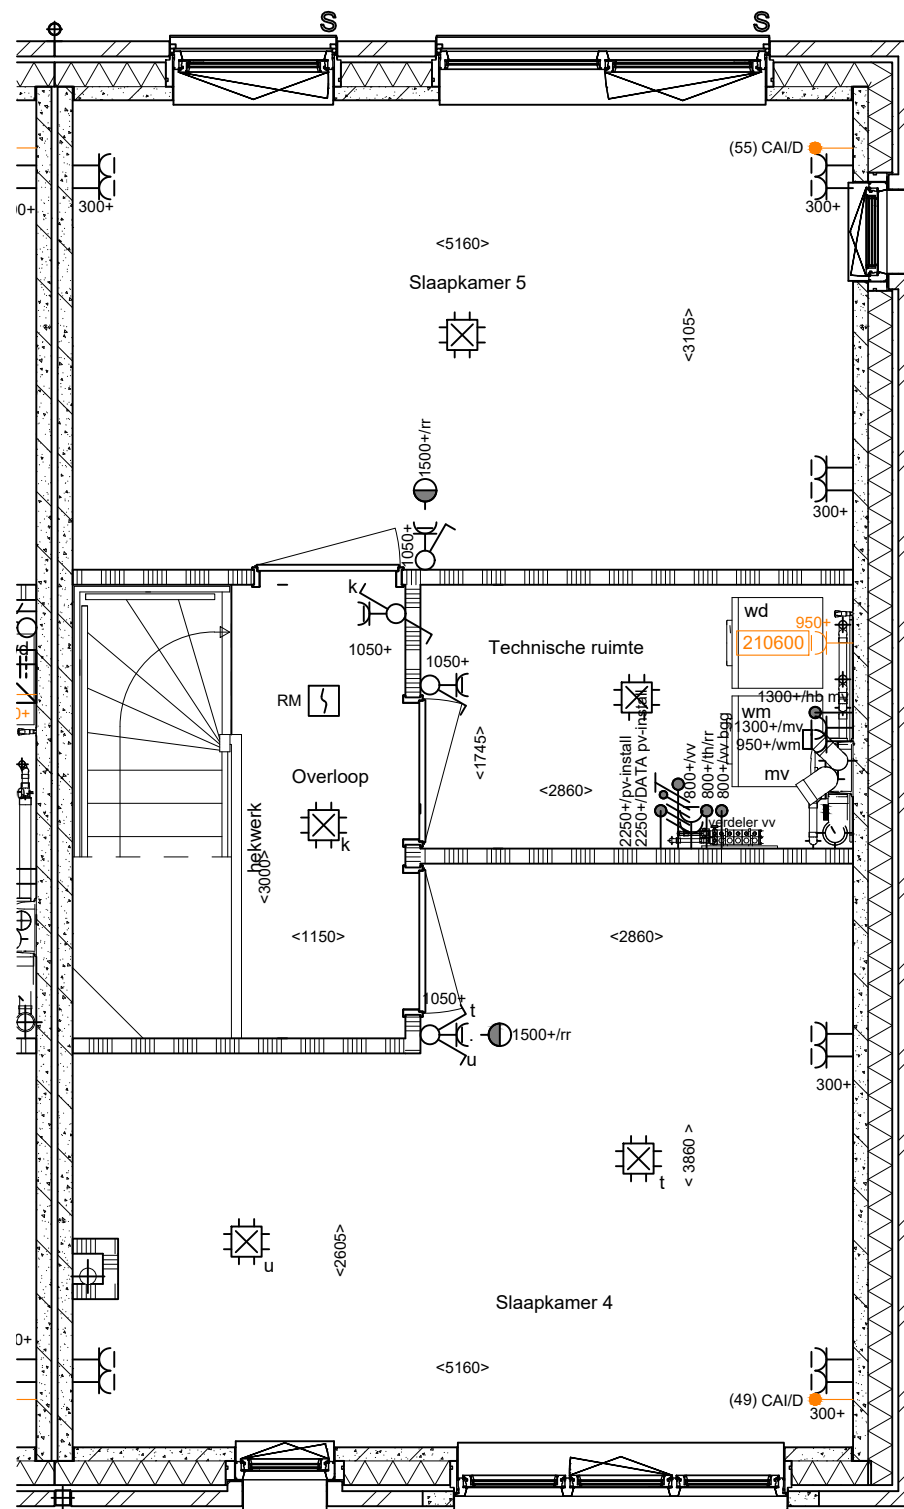 S
S
(55) CAI/D
300+
300+
300+
<5160>
Slaapkamer 5
<3105>
1500+/rr
1050+
300+
k
1050+
wd
950+
210600
Technische ruimte
1050+
RM
1300+/hb mv
wm
1300+/mv
950+/wm
<1745>
2250+/pv-install
2250+/DATA pv-install
800+/vv
800+/th/rr
800+/vv bgg
Overloop
mv
<2860>
verdeler vv
k
hekwerk
<3000>
<1150>
<2860>
1050+
t
1500+/rr
u
300+
< 3860 >
t
u
<2605>
Slaapkamer 4
0+
<5160>
(49) CAI/D
300+